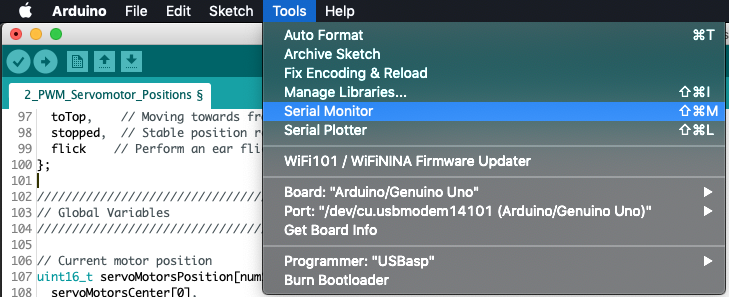 Arduino File Edit Sketch Tools Help
Auto Format ⌘T
Archive Sketch
Fix Encoding & Reload
Manage Libraries... ⇧⌘I
Serial Monitor ⇧⌘M
Serial Plotter ⇧⌘L
WiFi101 / WiFiNINA Firmware Updater
Board: "Arduino/Genuino Uno"
Port: "/dev/cu.usbmodem14101 (Arduino/Genuino Uno)"
Get Board Info
Programmer: "USBasp"
Burn Bootloader
2_PWM_Servomotor_Positions §
97 toTop, // Moving towards fr
98 stopped, // Stable position r
99 flick // Perform an ear fli
100 };
101
102 //////////////////////////////////
103 // Global Variables
104 //////////////////////////////////
105
106 // Current motor position
107 uint16_t servoMotorsPosition[num
108 servoMotorsCenter[0],